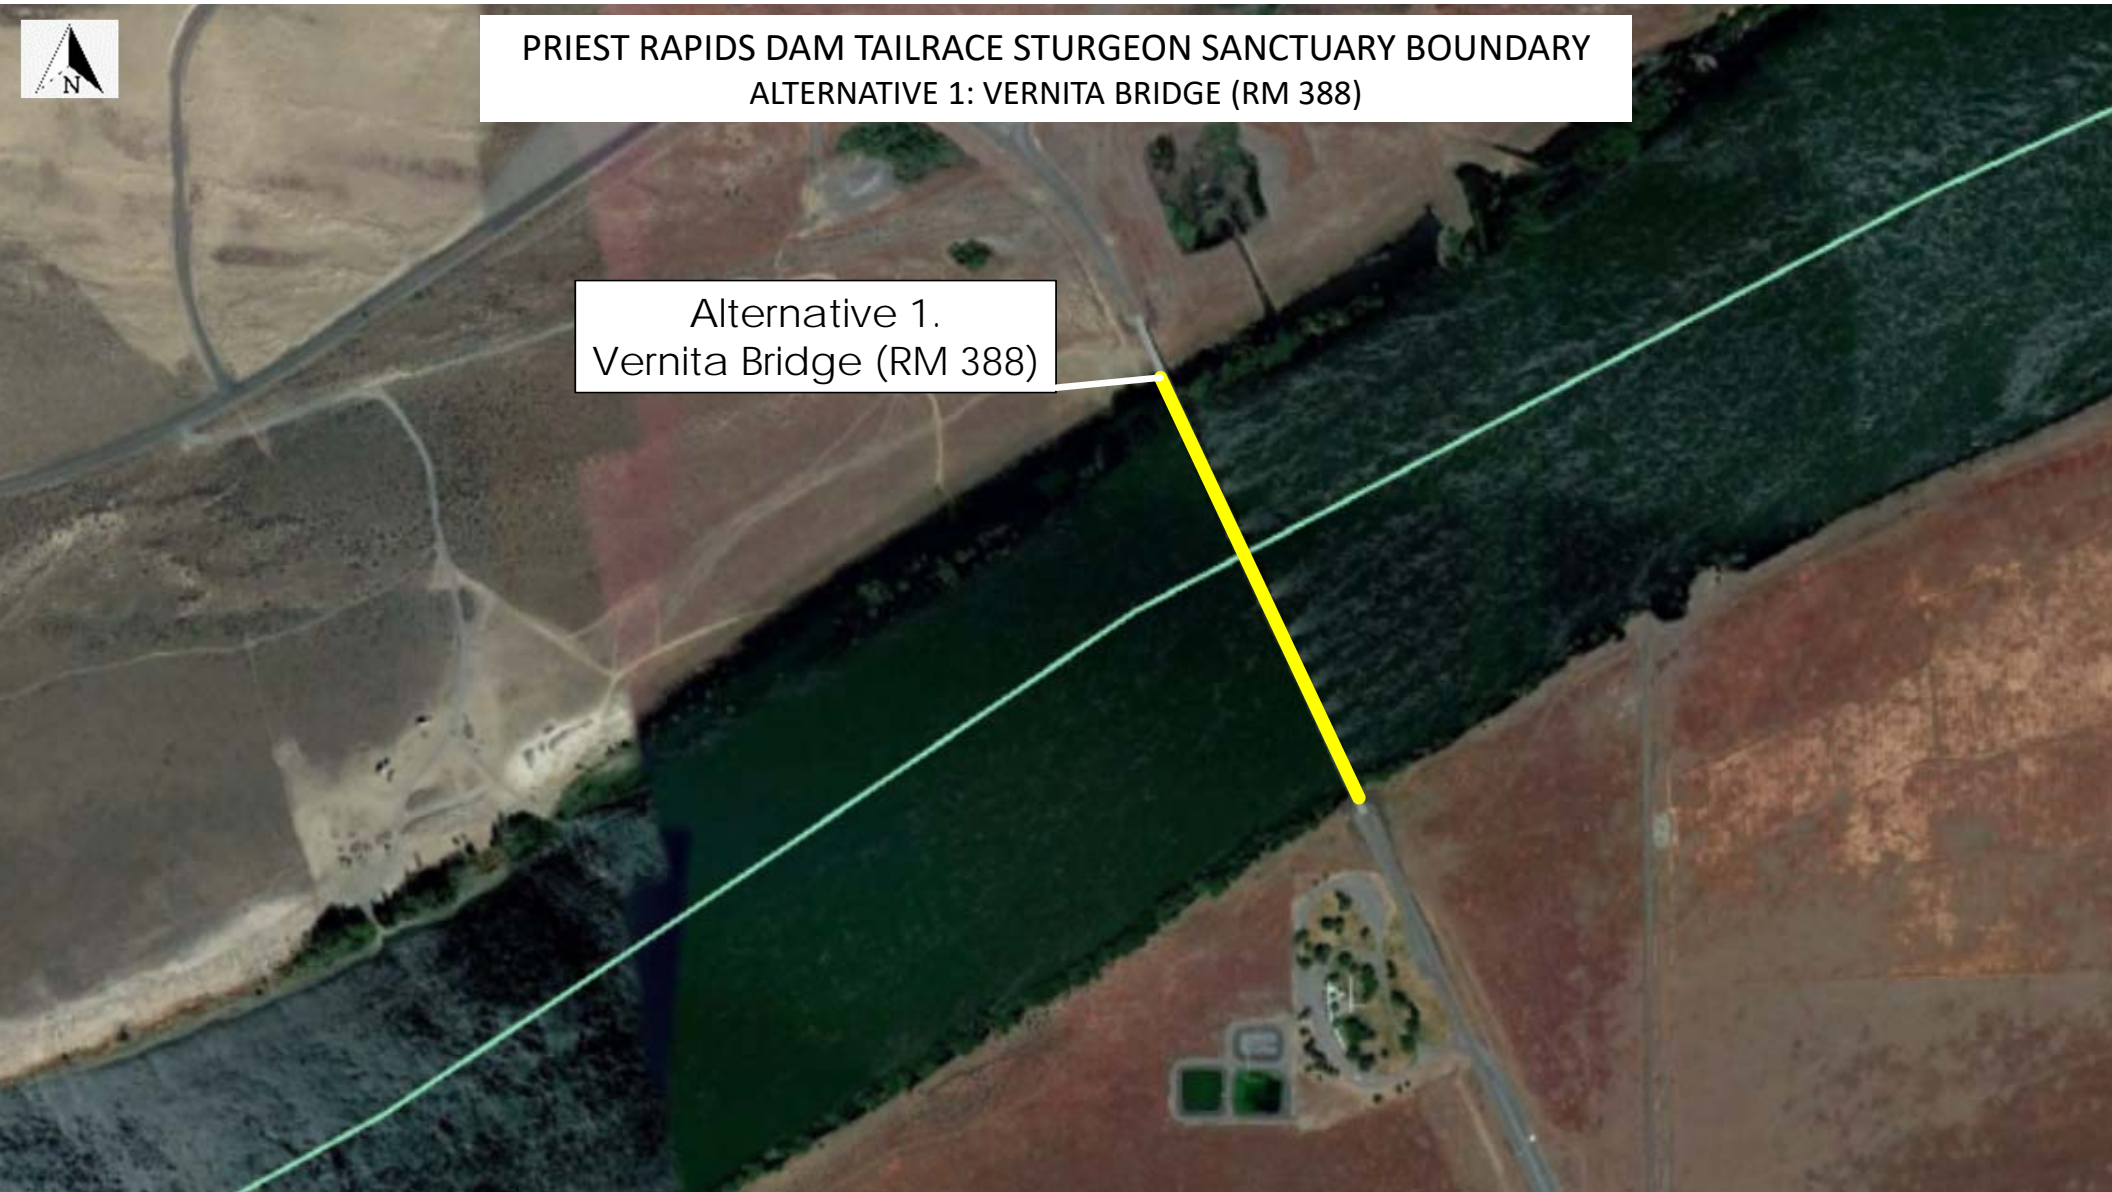 N
PRIEST RAPIDS DAM TAILRACE STURGEON SANCTUARY BOUNDARY
ALTERNATIVE 1: VERNITA BRIDGE (RM 388)
Alternative 1.
Vernita Bridge (RM 388)